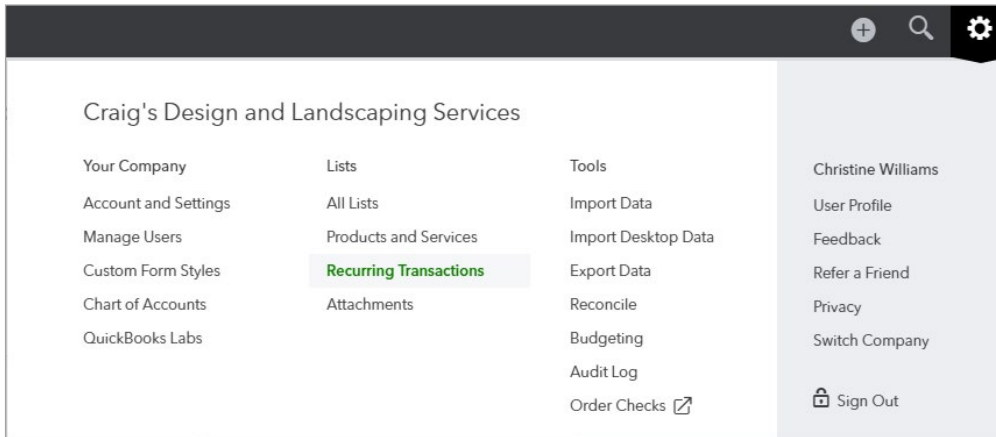 Craig's Design and Landscaping Services
Your Company
Account and Settings
Manage Users
Custom Form Styles
Chart of Accounts
QuickBooks Labs
Lists
All Lists
Products and Services
Recurring Transactions
Attachments
Tools
Import Data
Import Desktop Data
Export Data
Reconcile
Budgeting
Audit Log
Order Checks
Christine Williams
User Profile
Feedback
Refer a Friend
Privacy
Switch Company
Sign Out